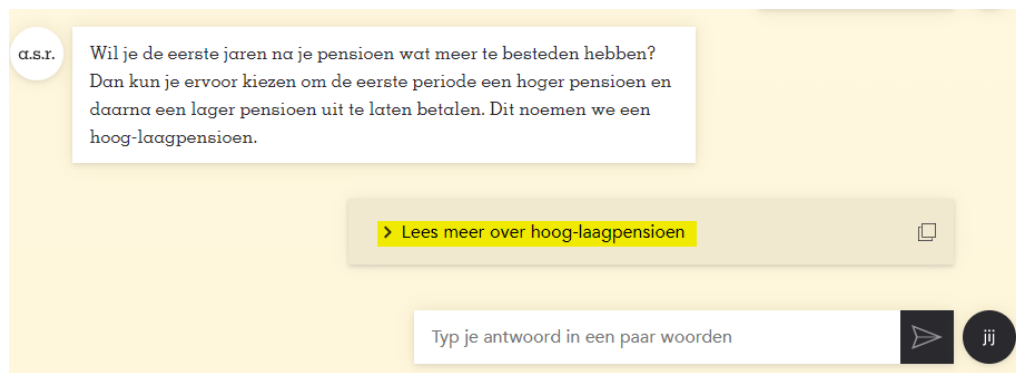 a.s.r.
Wil je de eerste jaren na je pensioen wat meer te besteden hebben?
Dan kun je ervoor kiezen om de eerste periode een hoger pensioen en
daarna een lager pensioen uit te laten betalen. Dit noemen we een
hoog-laagpensioen.
Lees meer over hoog-laagpensioen
Typ je antwoord in een paar woorden
jij